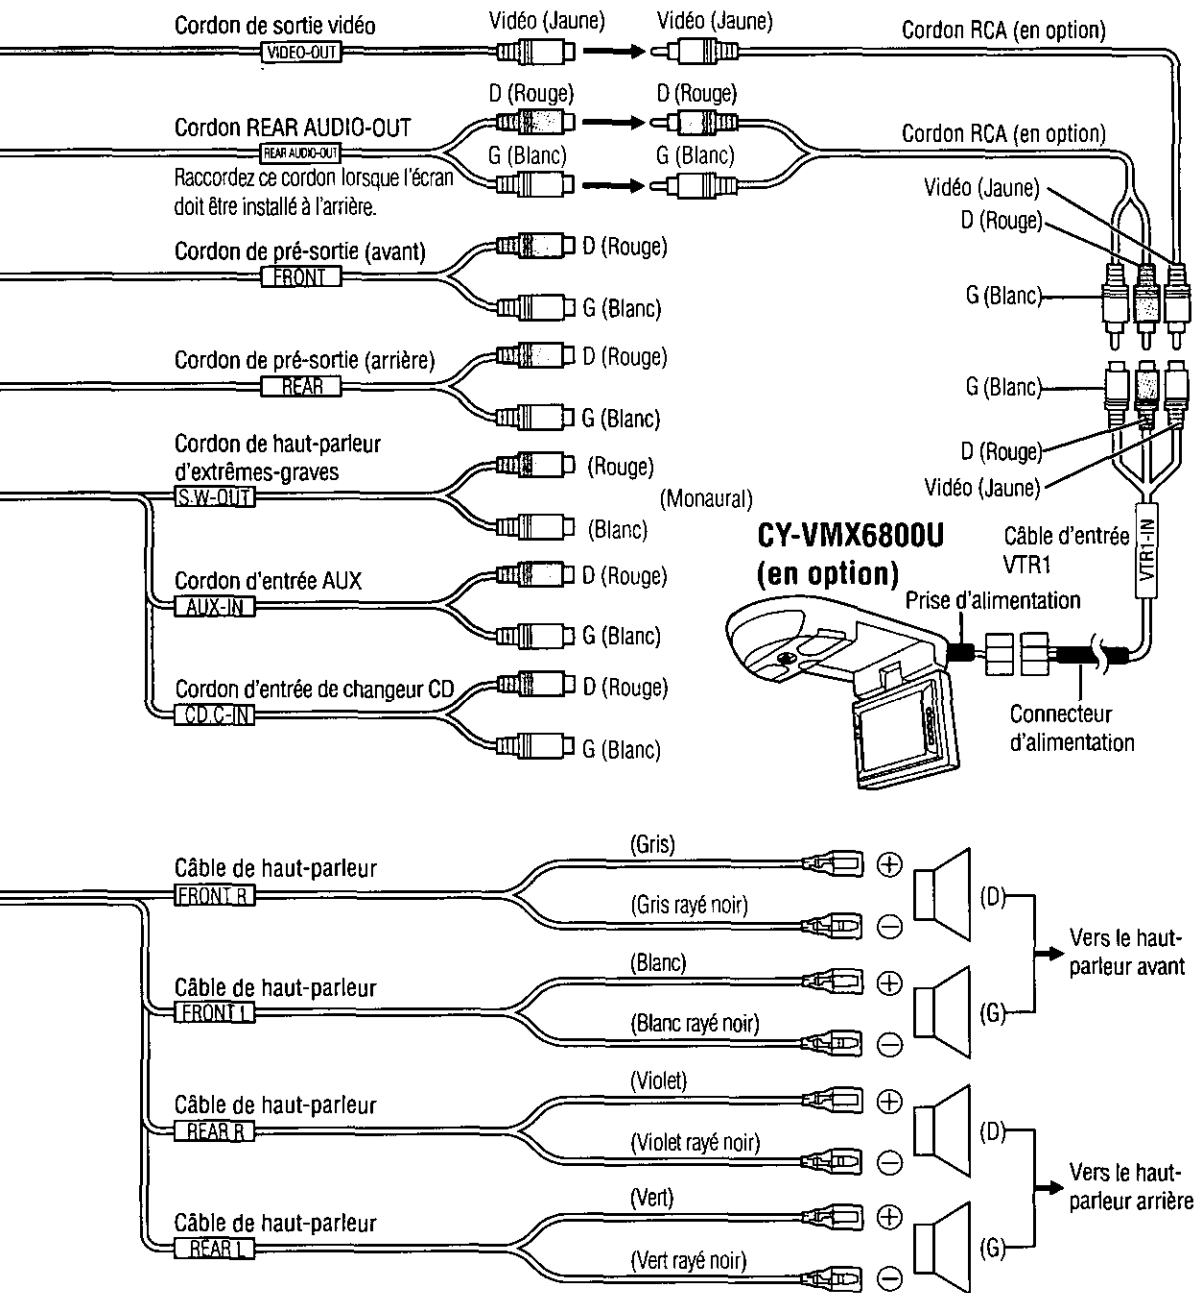 Cordon de sortie vidéo
VIDEO-OUT
Vidéo (Jaune)
Vidéo (Jaune)
Cordon RCA (en option)
D (Rouge)
D (Rouge)
Cordon REAR AUDIO-OUT
REAR AUDIO-OUT
G (Blanc)
G (Blanc)
Cordon RCA (en option)
Raccordez ce cordon lorsque l'écran
doit être installé à l'arrière.
Vidéo (Jaune)
D (Rouge)
G (Blanc)
Cordon de pré-sortie (avant)
FRONT
D (Rouge)
G (Blanc)
Cordon de pré-sortie (arrière)
REAR
D (Rouge)
G (Blanc)
G (Blanc)
D (Rouge)
Vidéo (Jaune)
Cordon de haut-parleur
d'extrêmes-graves
S.W-OUT
(Rouge)
(Monaural)
(Blanc)
CY-VMX6800U
(en option)
Câble d'entrée
VTR1
VTR1-IN
Prise d'alimentation
Connecteur
d'alimentation
Cordon d'entrée AUX
AUX-IN
D (Rouge)
G (Blanc)
Cordon d'entrée de changeur CD
CD.C-IN
D (Rouge)
G (Blanc)
Câble de haut-parleur
FRONT R
(Gris)
(Gris rayé noir)
+
-
(D)
Câble de haut-parleur
FRONT L
(Blanc)
(Blanc rayé noir)
+
-
(G)
Vers le haut-
parleur avant
Câble de haut-parleur
REAR R
(Violet)
(Violet rayé noir)
+
-
(D)
Câble de haut-parleur
REAR L
(Vert)
(Vert rayé noir)
+
-
(G)
Vers le haut-
parleur arrière